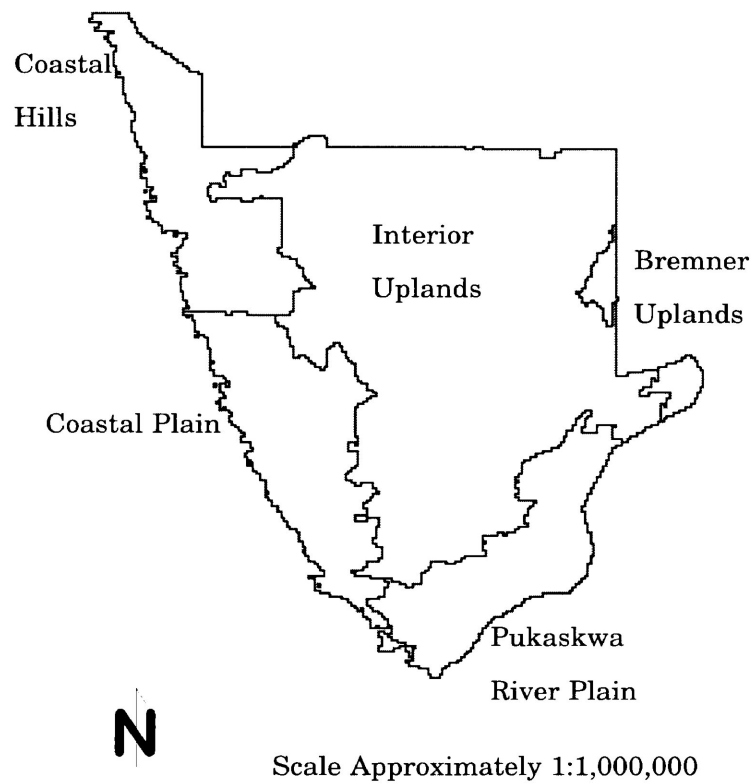 Coastal
Hills
Interior
Uplands
Bremner
Uplands
Coastal Plain
Pukaskwa
River Plain
N
Scale Approximately 1:1,000,000